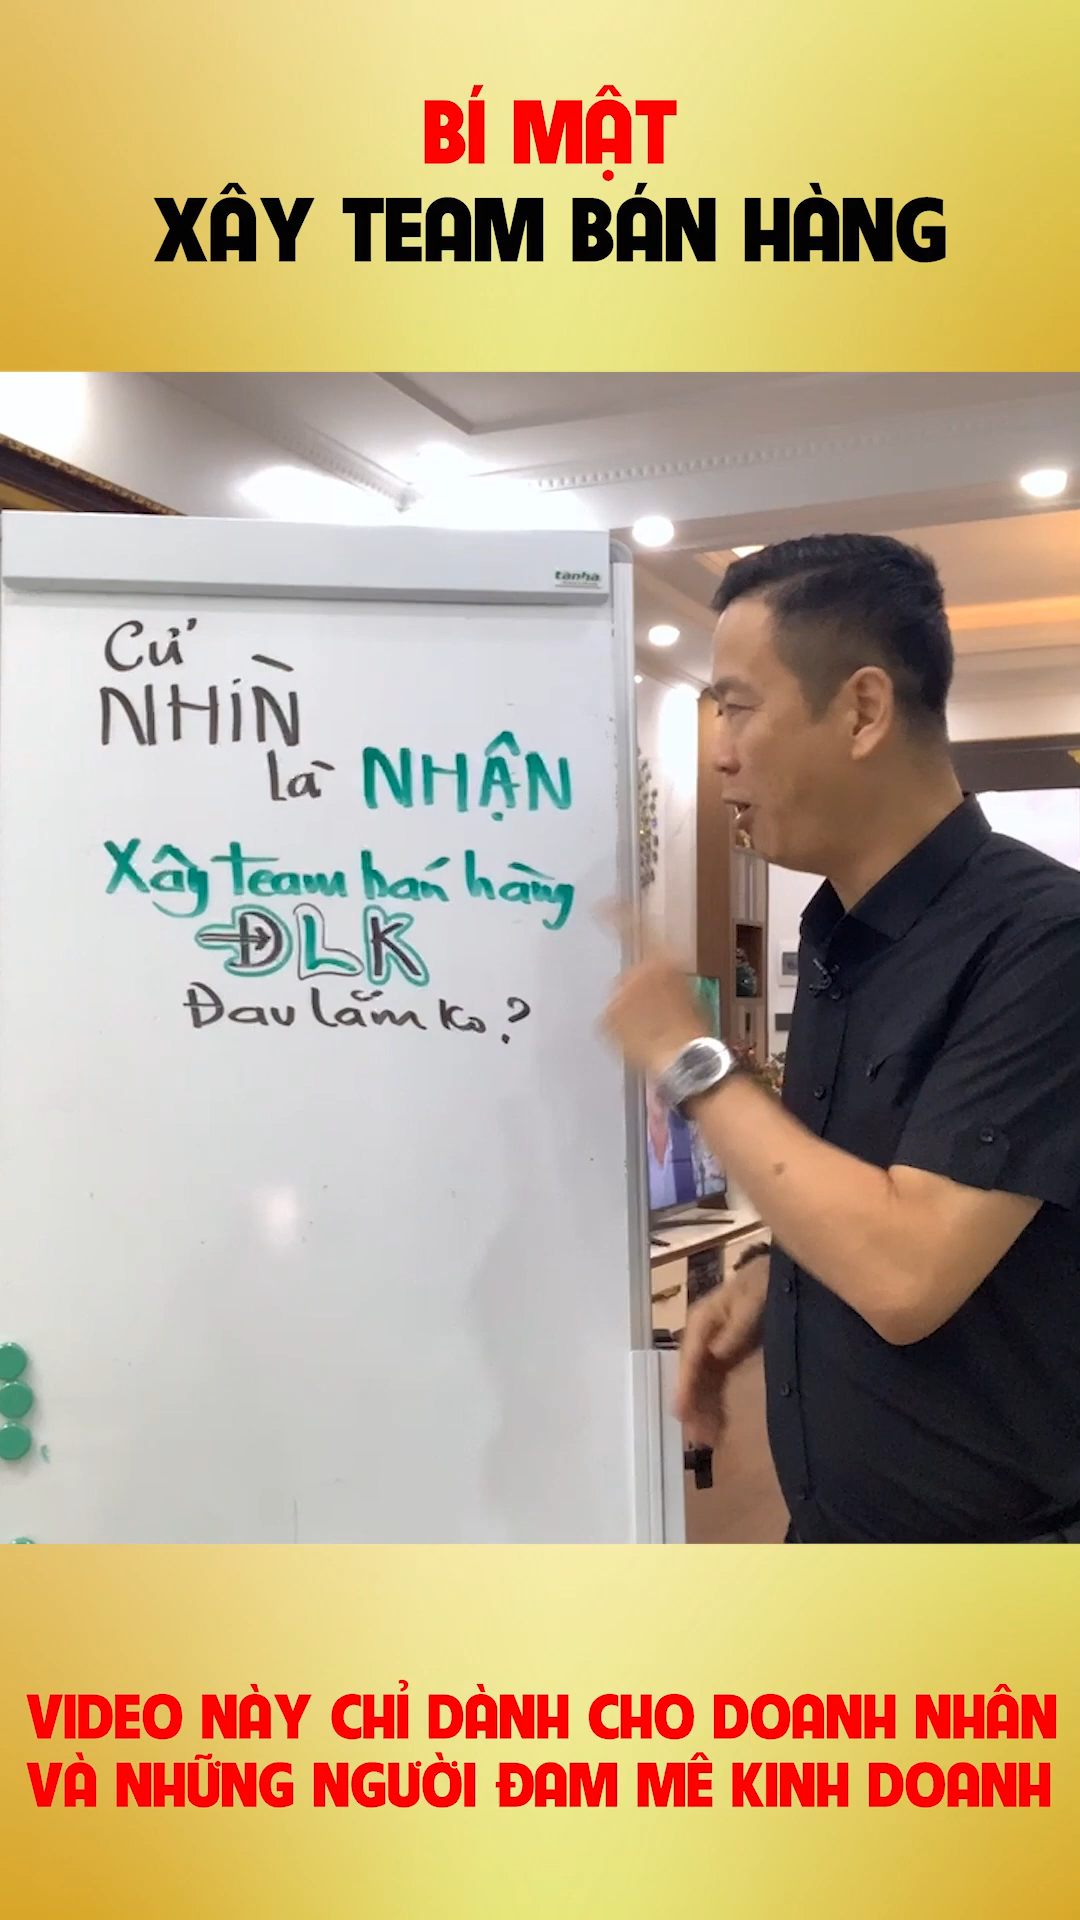 BÍ MẬT
XÂY TEAM BÁN HÀNG
tanha
Cứ
NHÌN
là NHẬN
Xây team bán hàng
ĐLK
Đau lắm ko?
VIDEO NÀY CHỈ DÀNH CHO DOANH NHÂN
VÀ NHỮNG NGƯỜI ĐAM MÊ KINH DOANH